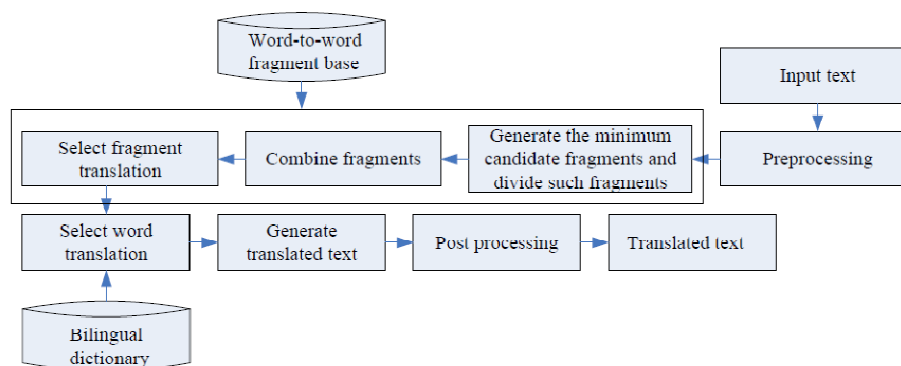 Word-to-word
fragment base
Input text
Preprocessing
Generate the minimum
candidate fragments and
divide such fragments
Combine fragments
Select fragment
translation
Select word
translation
Generate
translated text
Post processing
Translated text
Bilingual
dictionary